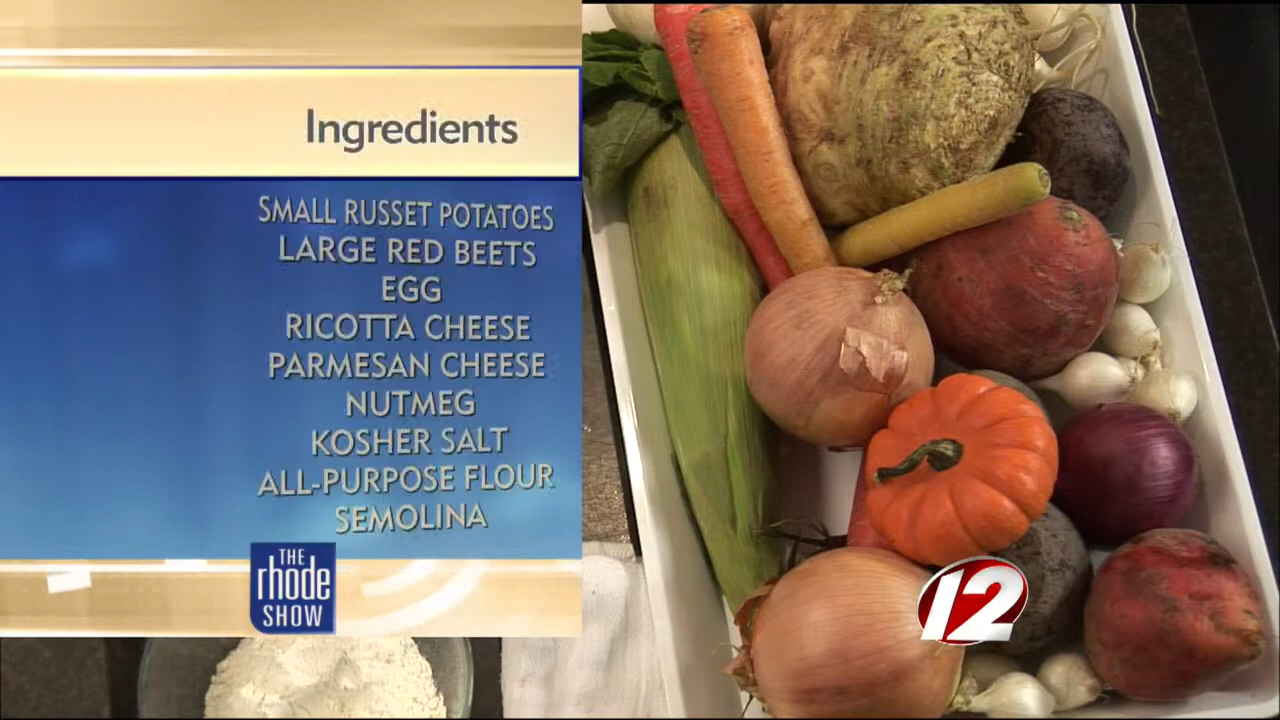 Ingredients
SMALL RUSSET POTATOES
LARGE RED BEETS
EGG
RICOTTA CHEESE
PARMESAN CHEESE
NUTMEG
KOSHER SALT
ALL-PURPOSE FLOUR
SEMOLINA
THE
rhode
SHOW
12